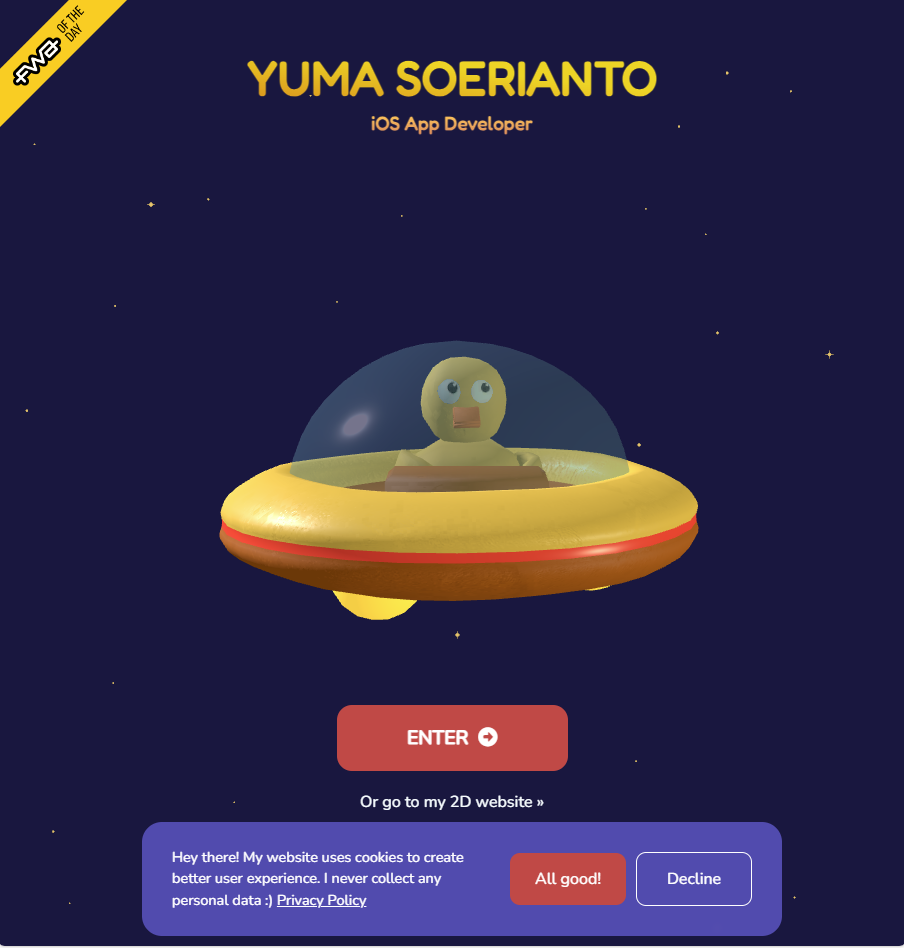 FWA OF THE
DAY
YUMA SOERIANTO
iOS App Developer
ENTER
Or go to my 2D website »
Hey there! My website uses cookies to create
better user experience. I never collect any
personal data :) Privacy Policy
All good!
Decline